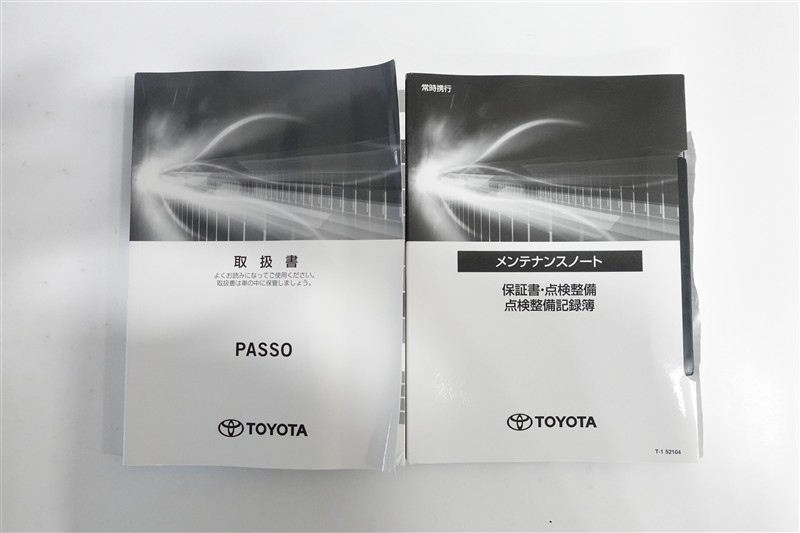 取扱書
よくお読みになってご使用ください。
取扱書は車の中に保管しましょう。
PASSO
TOYOTA
常時携行
メンテナンスノート
保証書・点検整備
点検整備記録簿
TOYOTA
T-1 52104